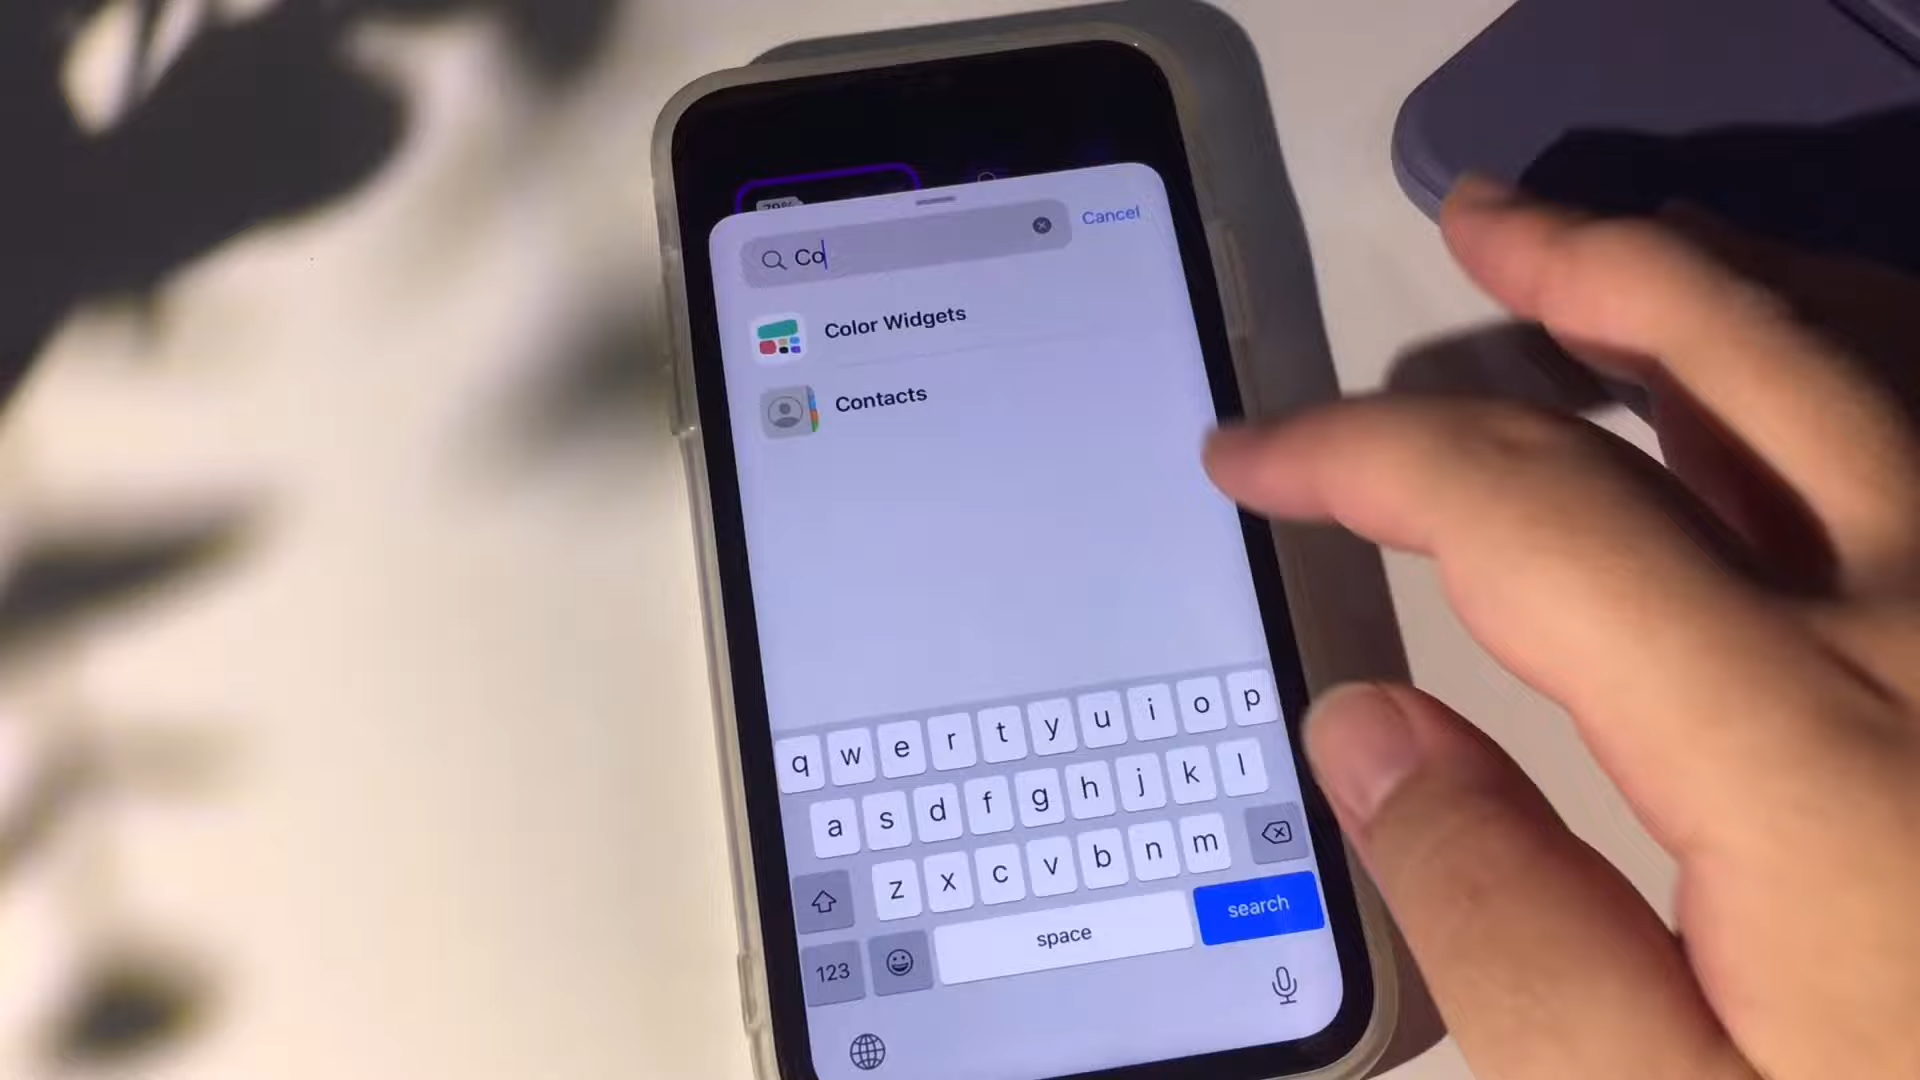 Co
Cancel
Color Widgets
Contacts
q w e r t y u i o p
a s d f g h j k l
z x c v b n m
123
space
search